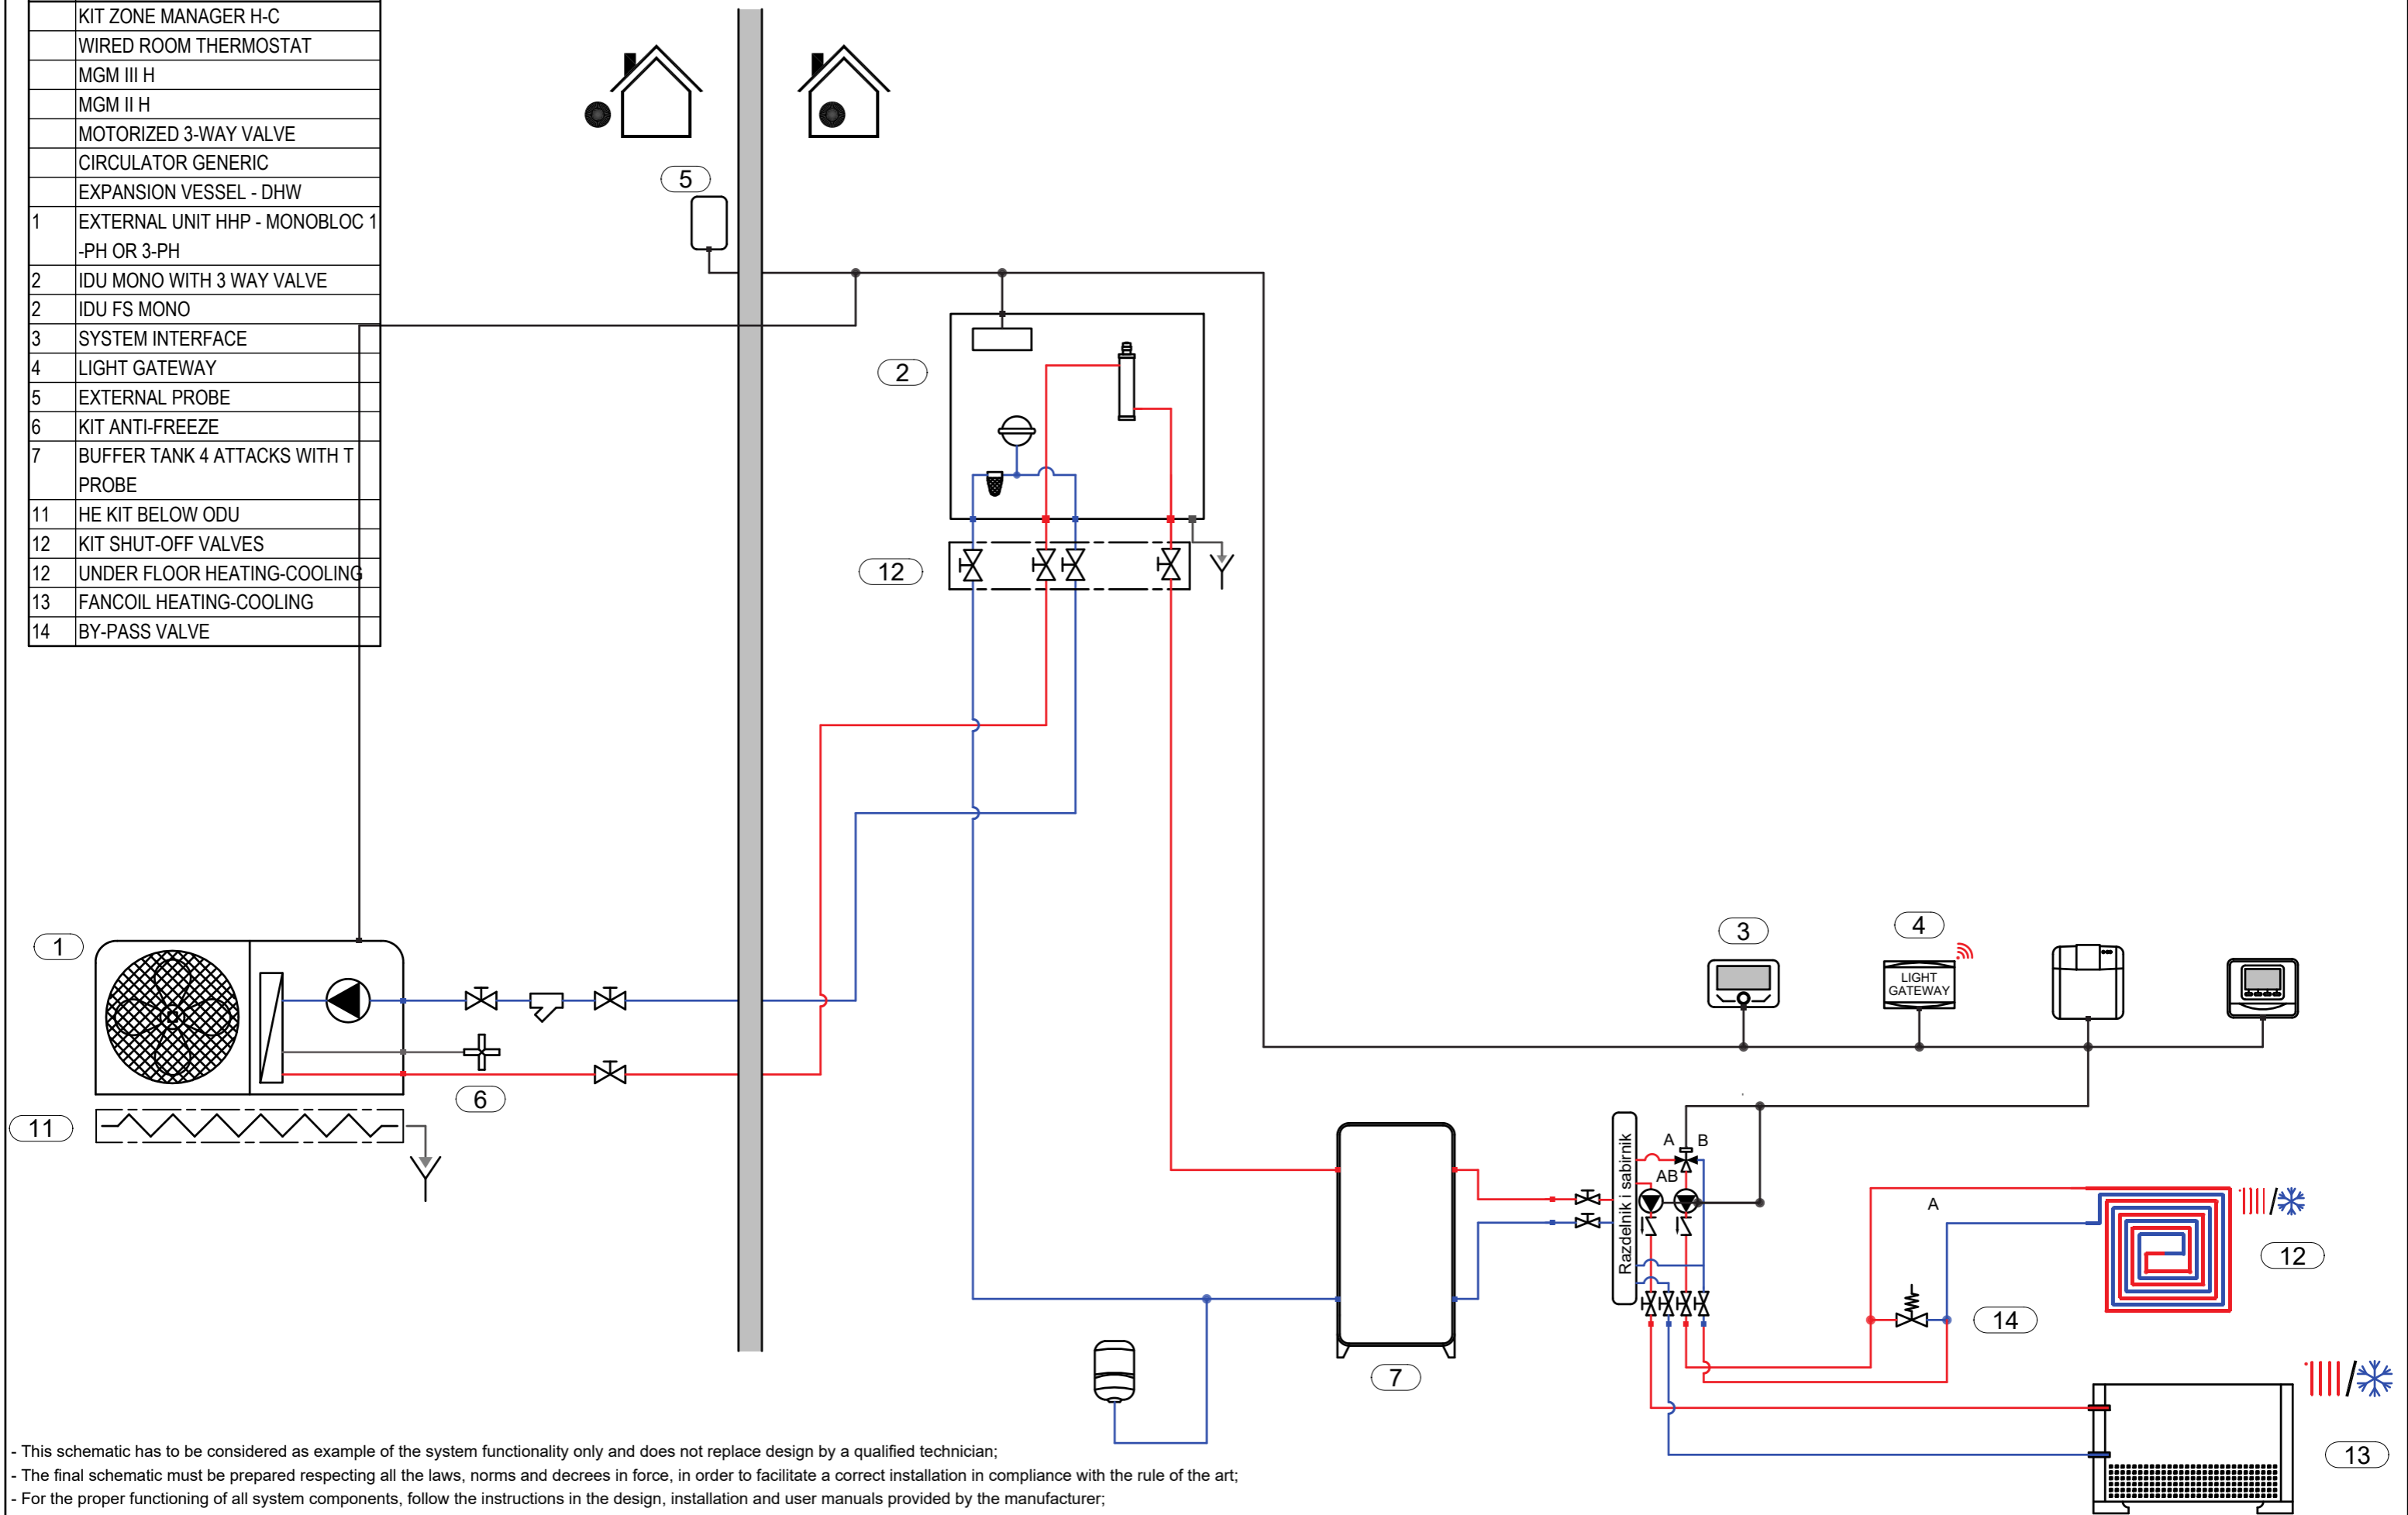 KIT ZONE MANAGER H-C
WIRED ROOM THERMOSTAT
MGM III H
MGM II H
MOTORIZED 3-WAY VALVE
CIRCULATOR GENERIC
EXPANSION VESSEL - DHW
1 EXTERNAL UNIT HHP - MONOBLOC 1
-PH OR 3-PH
2 IDU MONO WITH 3 WAY VALVE
2 IDU FS MONO
3 SYSTEM INTERFACE
4 LIGHT GATEWAY
5 EXTERNAL PROBE
6 KIT ANTI-FREEZE
7 BUFFER TANK 4 ATTACKS WITH T
PROBE
11 HE KIT BELOW ODU
12 KIT SHUT-OFF VALVES
12 UNDER FLOOR HEATING-COOLING
13 FANCOIL HEATING-COOLING
14 BY-PASS VALVE
5
2
12
1
6
11
3
4
LIGHT
GATEWAY
Razdelnik i sabirnik
A B
AB
A
12
14
7
13
- This schematic has to be considered as example of the system functionality only and does not replace design by a qualified technician;
- The final schematic must be prepared respecting all the laws, norms and decrees in force, in order to facilitate a correct installation in compliance with the rule of the art;
- For the proper functioning of all system components, follow the instructions in the design, installation and user manuals provided by the manufacturer;